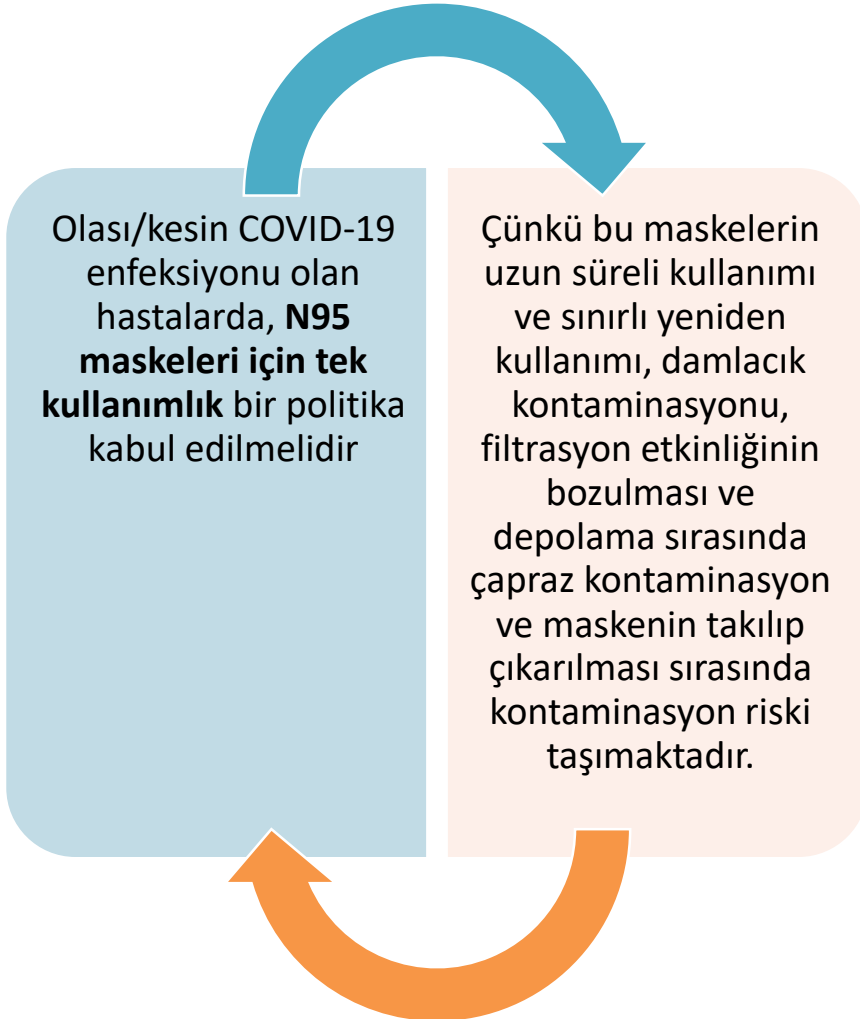 Olası/kesin COVID-19
enfeksiyonu olan
hastalarda, N95
maskeleri için tek
kullanımlık bir politika
kabul edilmelidir
Çünkü bu maskelerin
uzun süreli kullanımı
ve sınırlı yeniden
kullanımı, damlacık
kontaminasyonu,
filtrasyon etkinliğinin
bozulması ve
depolama sırasında
çapraz kontaminasyon
ve maskenin takılıp
çıkarılması sırasında
kontaminasyon riski
taşımaktadır.